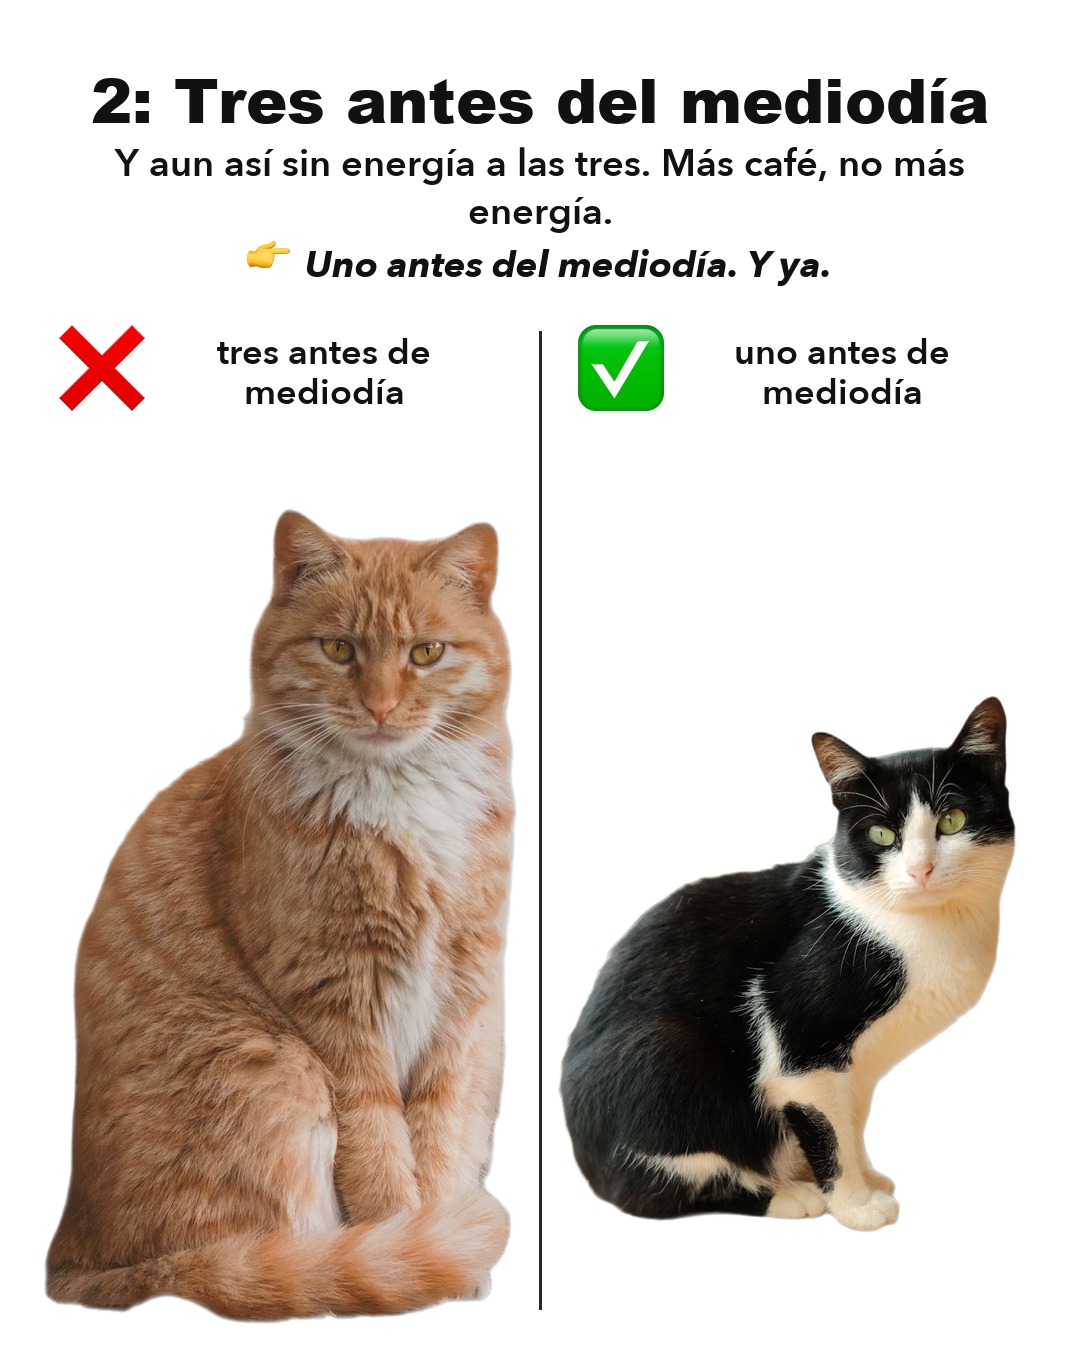 2: Tres antes del mediodía
Y aun así sin energía a las tres. Más café, no más
energía.
👉 Uno antes del mediodía. Y ya.
❌ tres antes de
mediodía
✅ uno antes de
mediodía